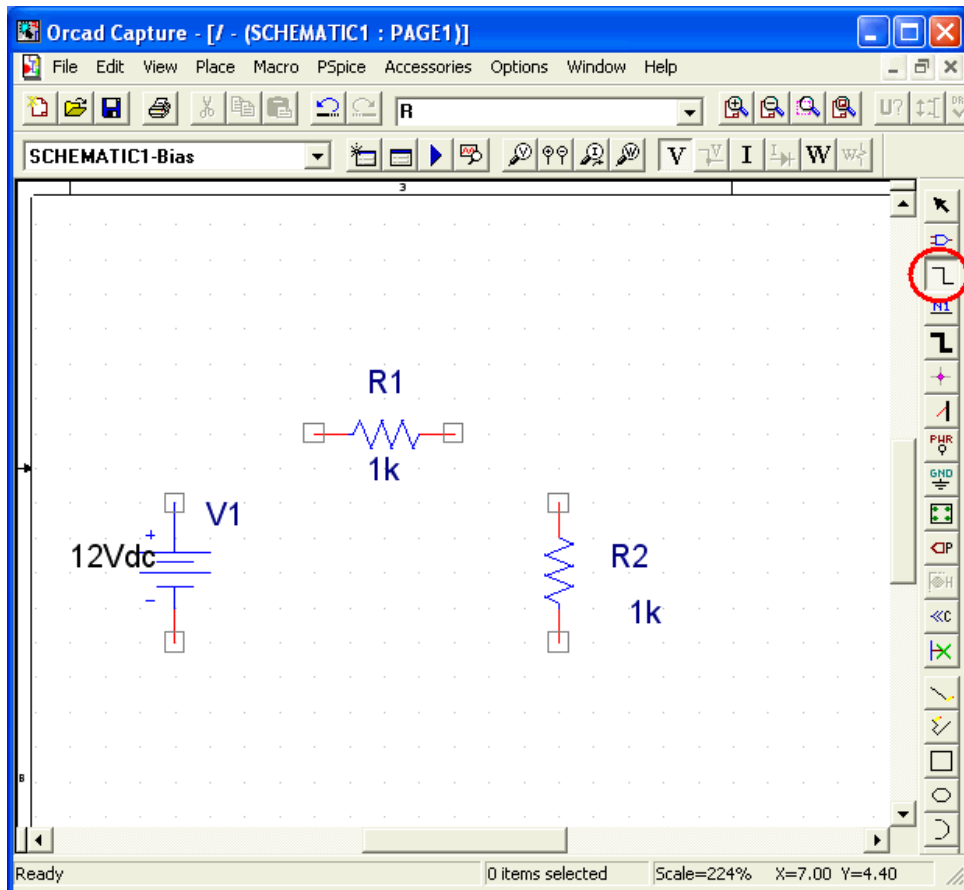 Orcad Capture - [/ - (SCHEMATIC1 : PAGE1)]
File Edit View Place Macro PSpice Accessories Options Window Help
R
U?
SCHEMATIC1-Bias
V I W
3
N1
R1
1k
PWR
GND
V1
+
12Vdc
-
R2
1k
P
H
C
B
Ready 0 items selected Scale=224% X=7.00 Y=4.40